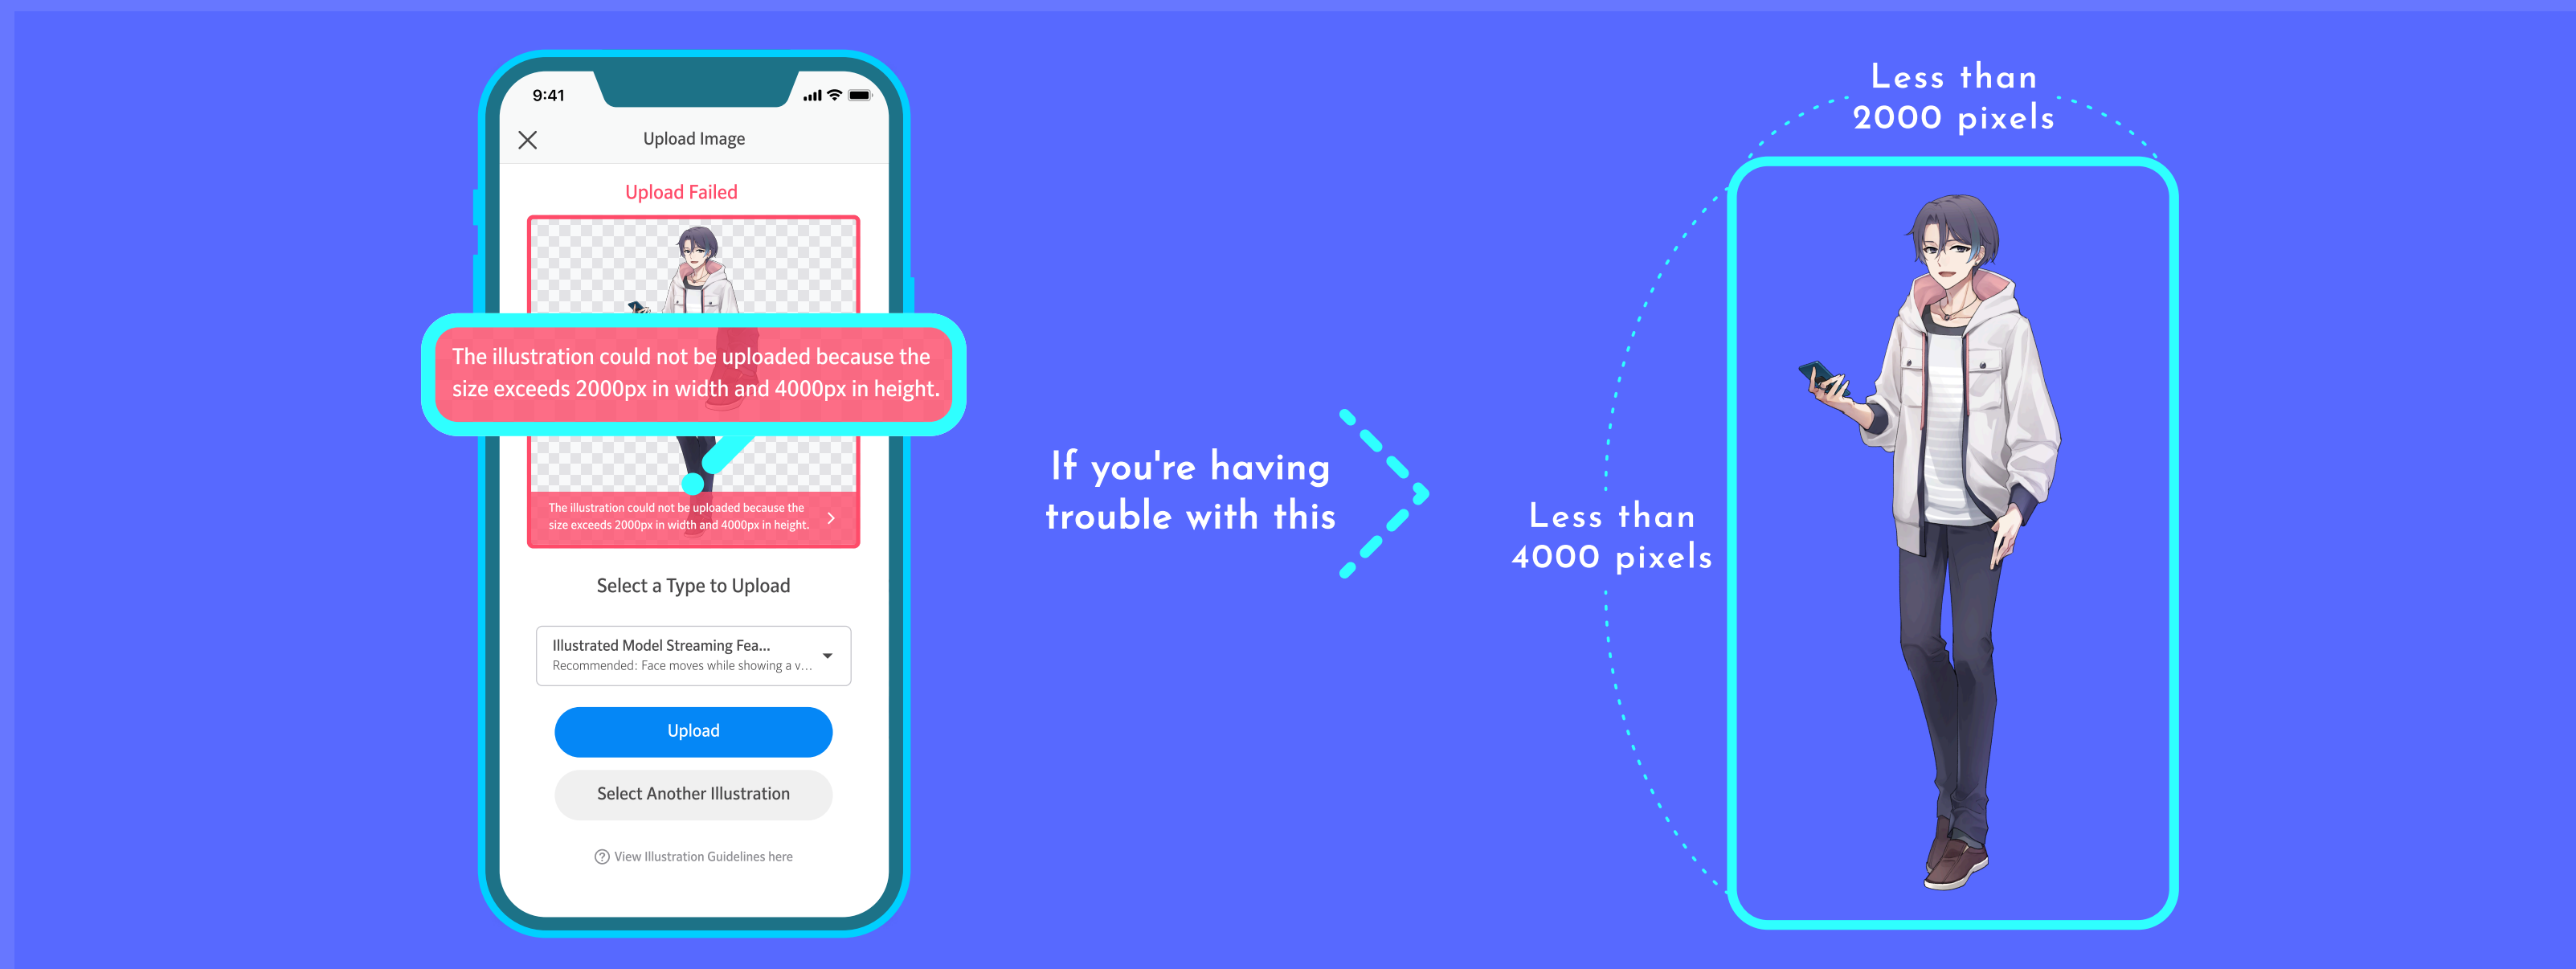 9:41
Upload Image
Upload Failed
The illustration could not be uploaded because the
size exceeds 2000px in width and 4000px in height.
The illustration could not be uploaded because the
size exceeds 2000px in width and 4000px in height.
Select a Type to Upload
Illustrated Model Streaming Fea...
Recommended: Face moves while showing a v...
Upload
Select Another Illustration
View Illustration Guidelines here
If you're having
trouble with this
Less than
2000 pixels
Less than
4000 pixels